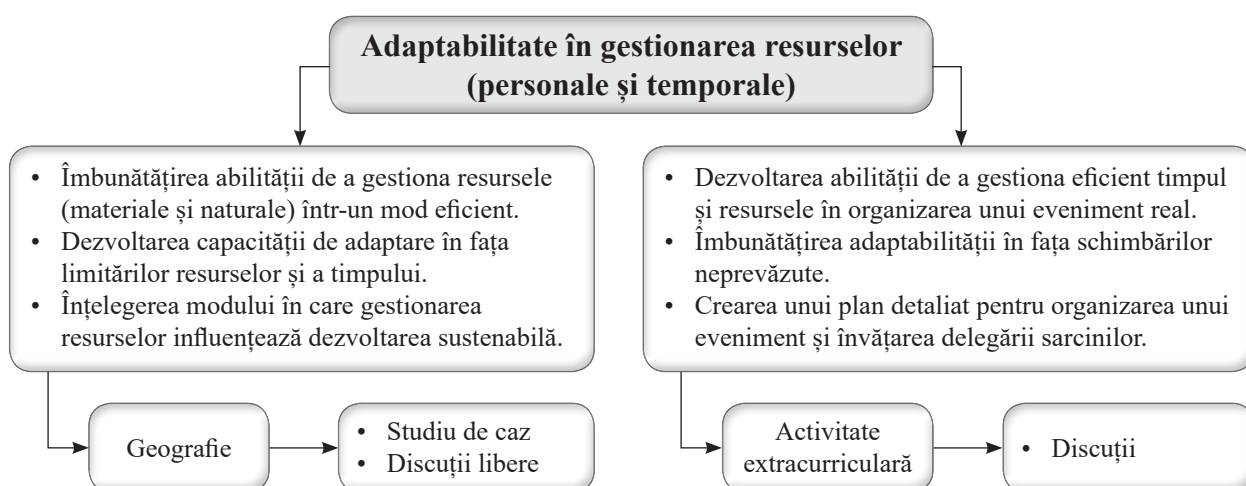 Adaptabilitate în gestionarea resurselor
(personale și temporale)
• Îmbunătățirea abilității de a gestiona resursele
(materiale și naturale) într-un mod eficient.
• Dezvoltarea capacității de adaptare în fața
limitărilor resurselor și a timpului.
• Înțelegerea modului în care gestionarea
resurselor influențează dezvoltarea sustenabilă.
Geografie
• Studiu de caz
• Discuții libere
• Dezvoltarea abilității de a gestiona eficient timpul
și resursele în organizarea unui eveniment real.
• Îmbunătățirea adaptabilității în fața schimbărilor
neprevăzute.
• Crearea unui plan detaliat pentru organizarea unui
eveniment și învățarea delegării sarcinilor.
Activitate
extracurriculară
• Discuții